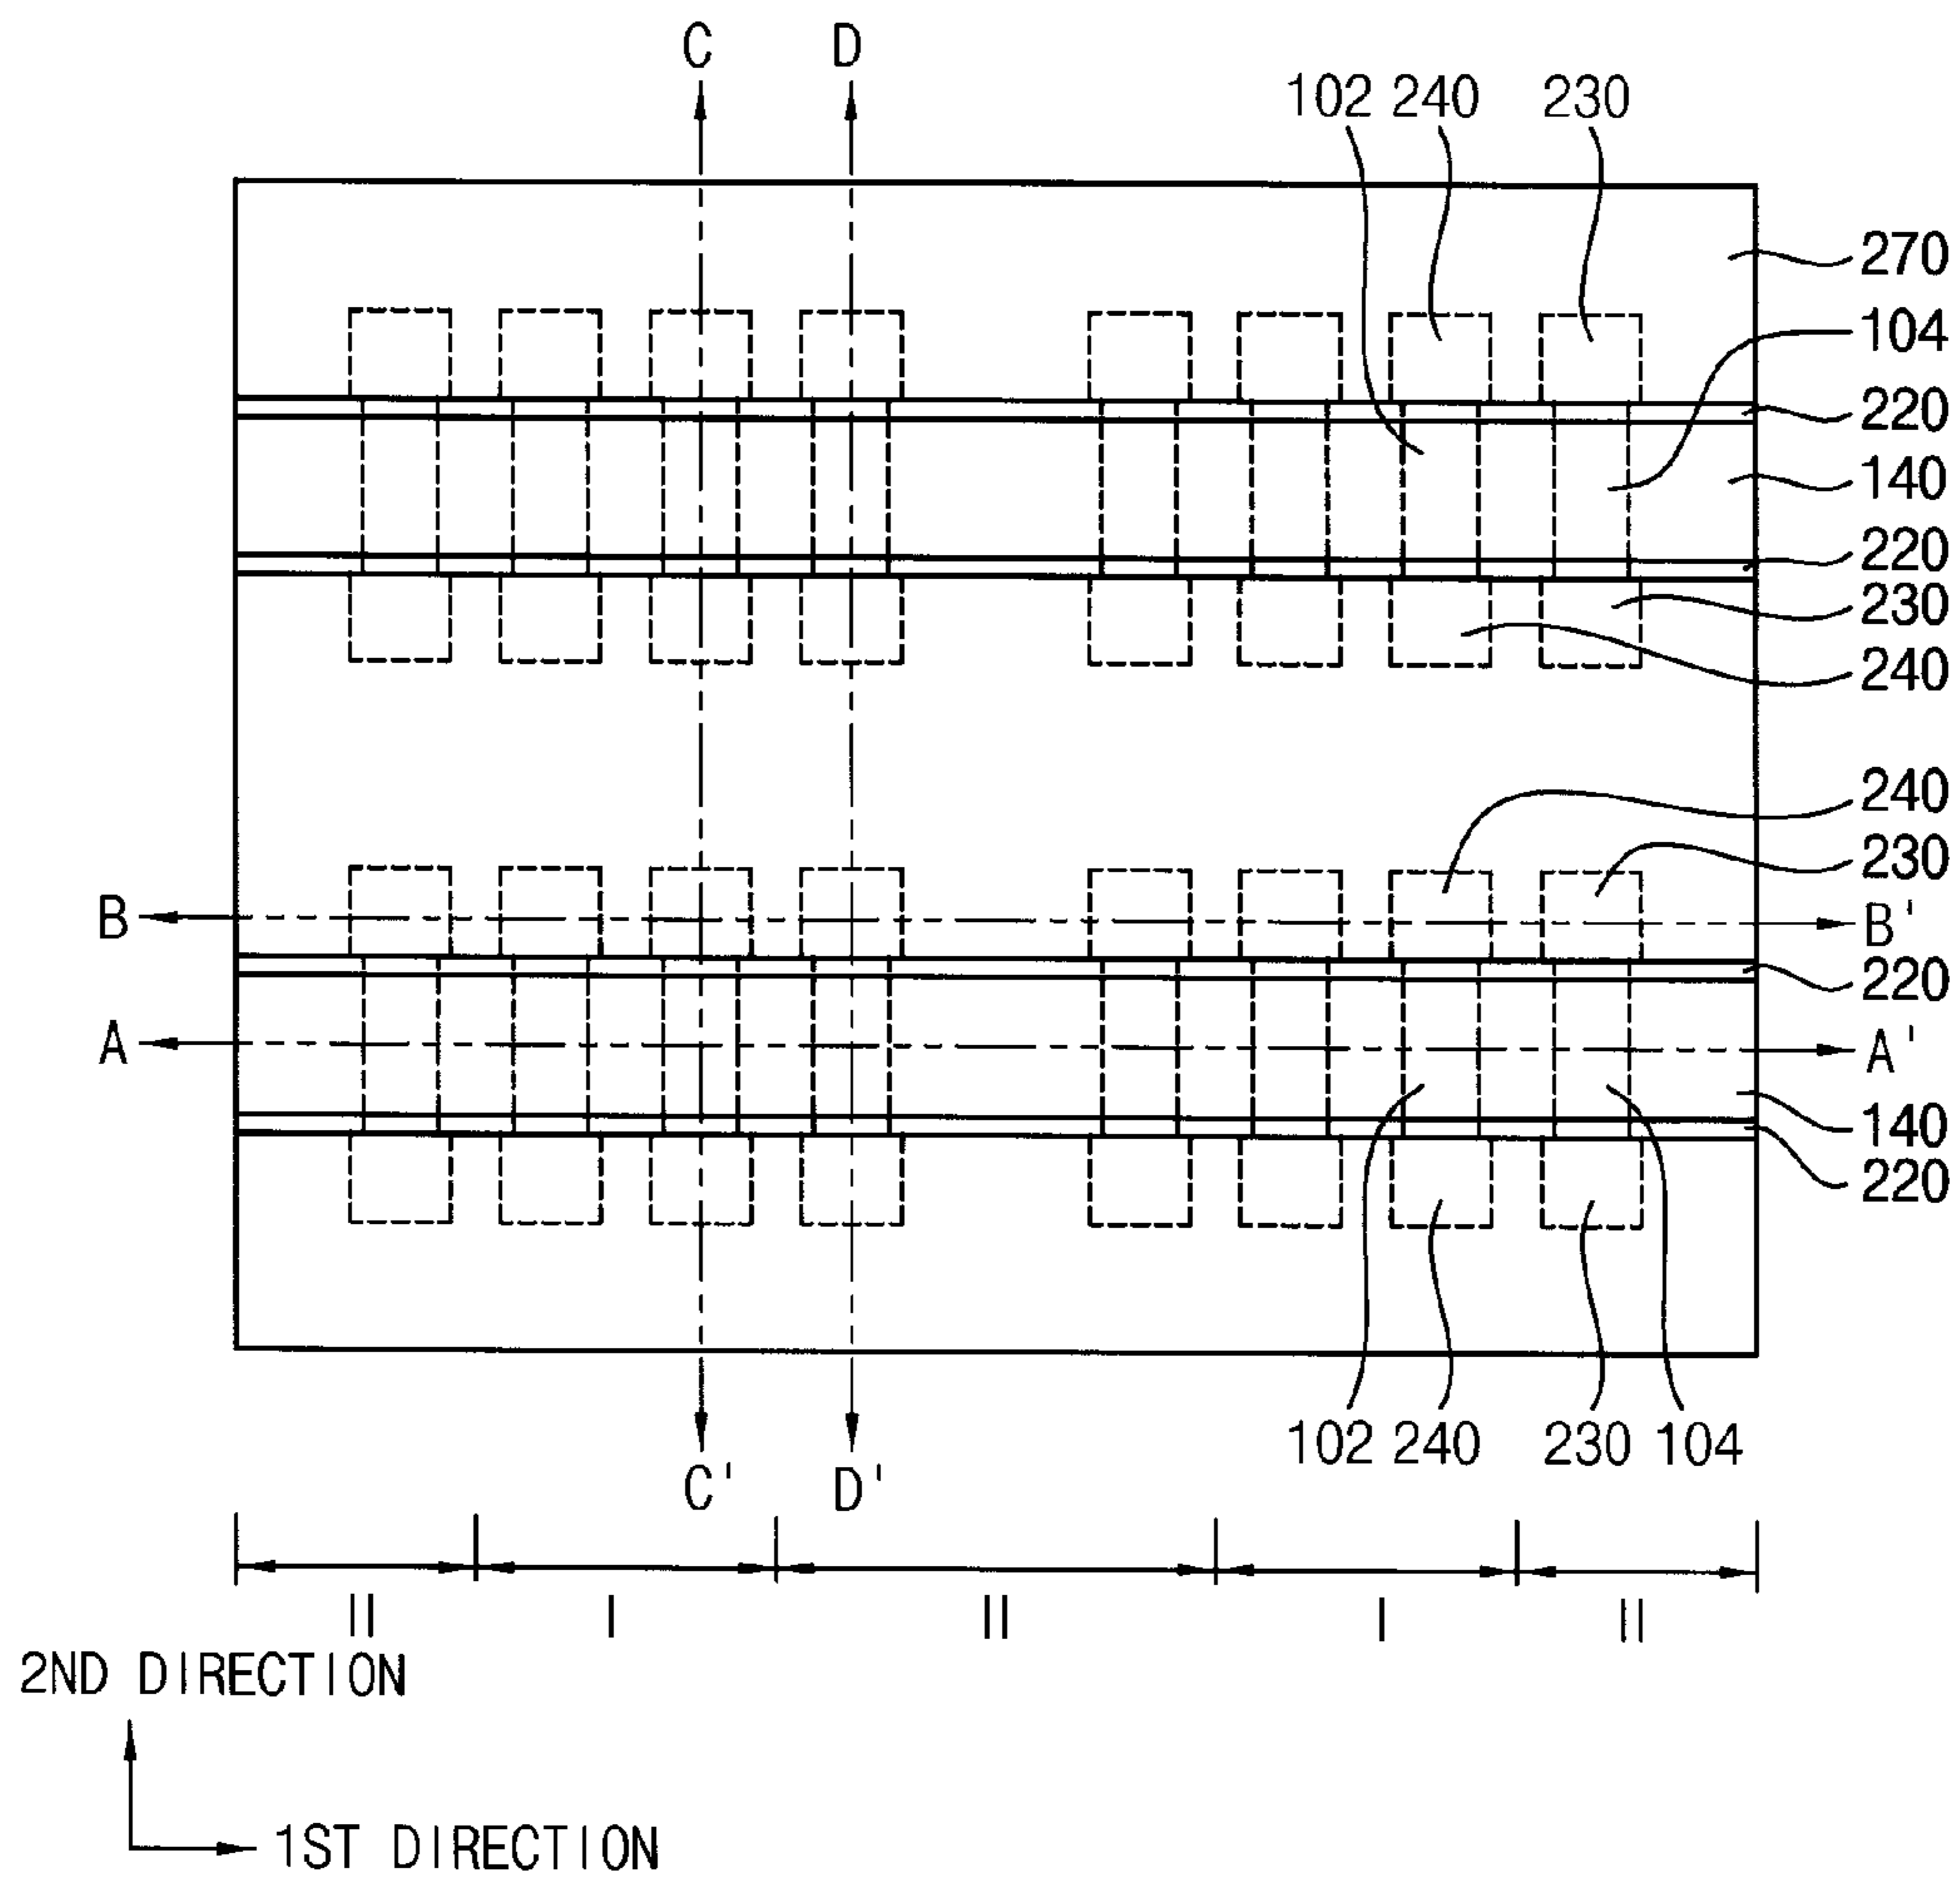 C D
102 240 230
270
104
220
140
220
230
240
240
230
B B'
220
A A'
140
220
102 240 230 104
C' D'
II I II I II
2ND DIRECTION
1ST DIRECTION